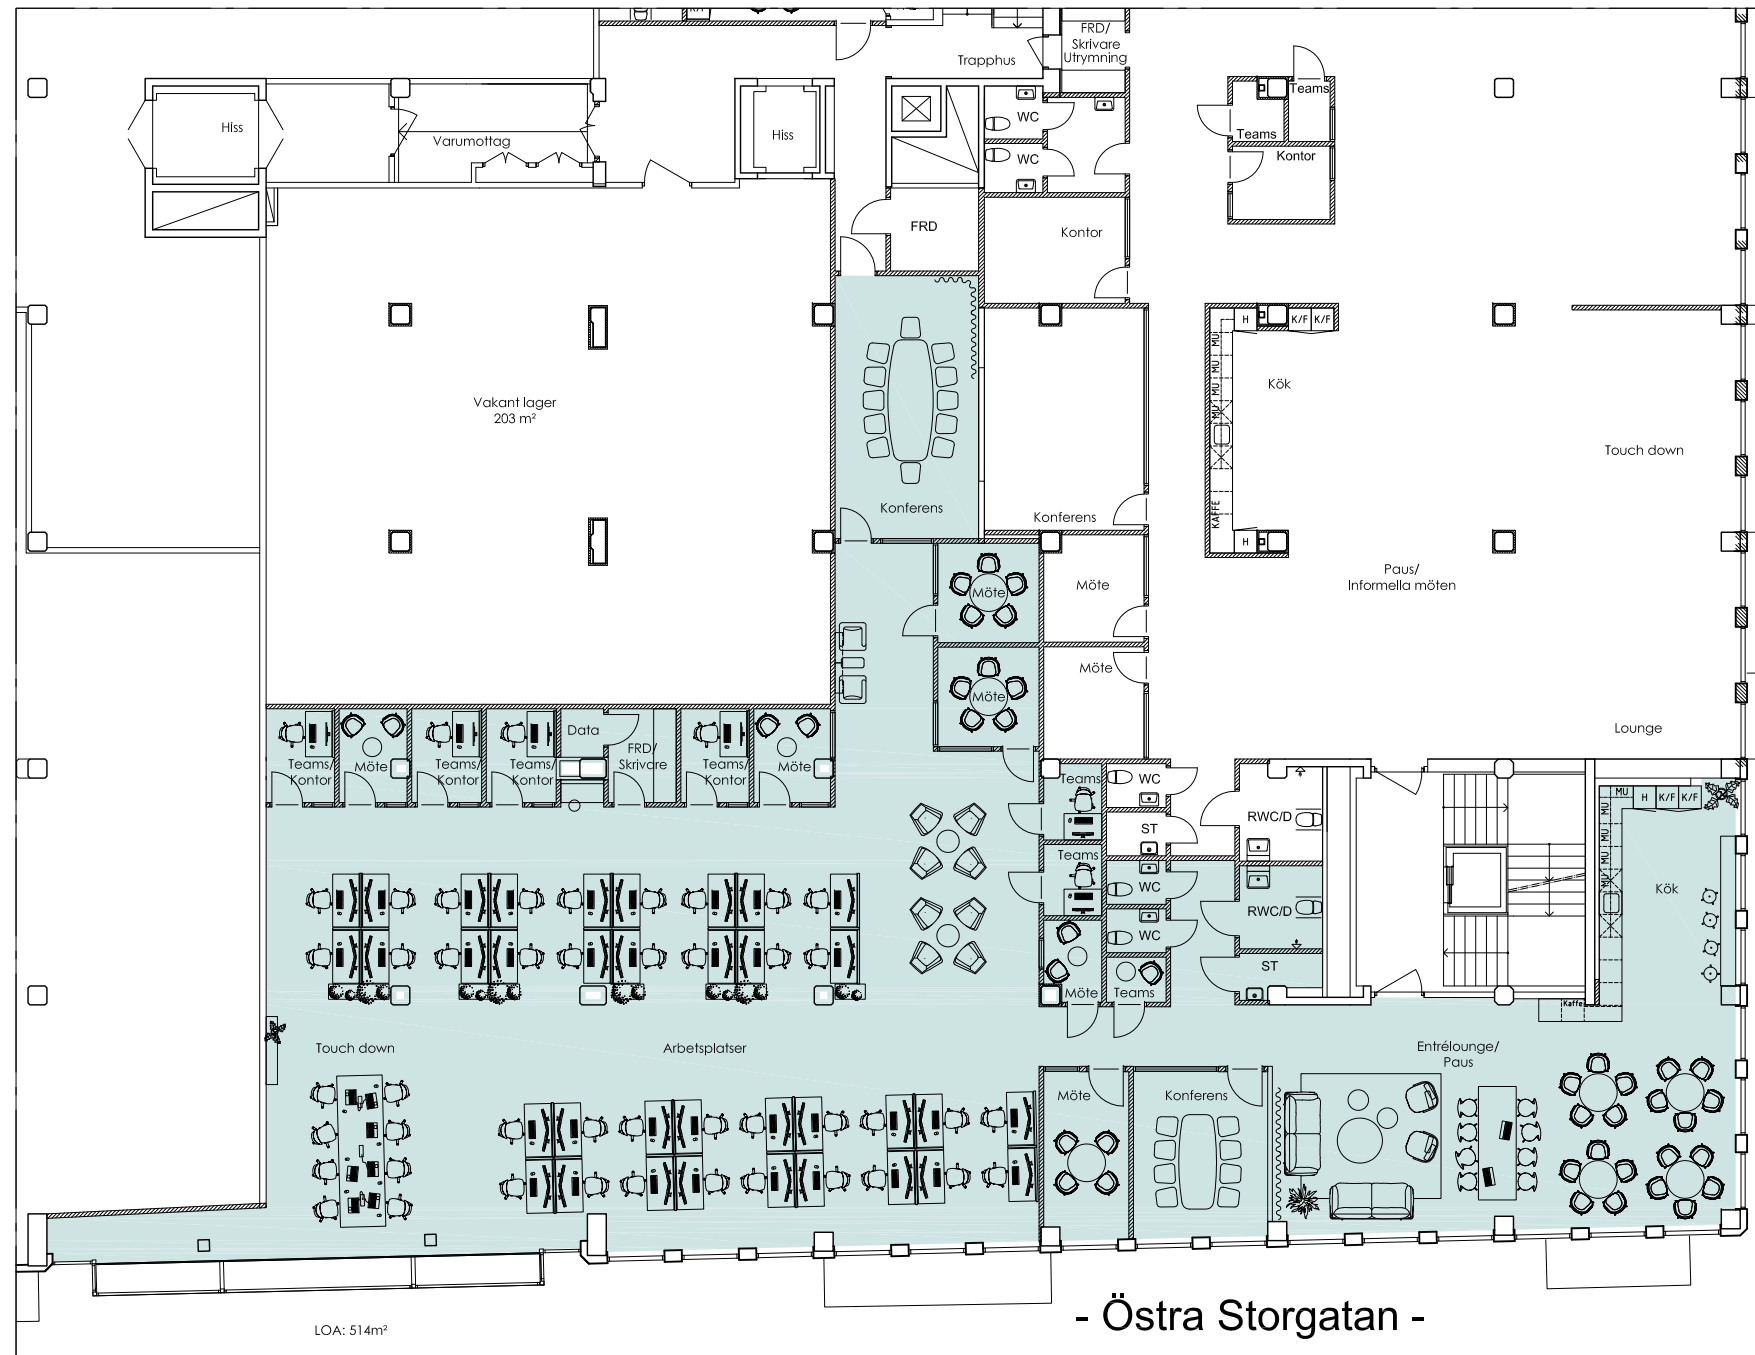 FRD/
Skrivare
Utrymning
Trapphus
Teams
Hiss
Hiss
Varumottag
WC
Teams
WC
Kontor
FRD
Kontor
H
K/F
K/F
MU
MU
MU
MU
Kök
Vakant lager
203 m²
Touch down
KAFFE
Konferens
Konferens
H
Paus/
Informella möten
Möte
Möte
Möte
Möte
Lounge
Data
FRD/
Skrivare
Teams/
Kontor
Möte
Teams/
Kontor
Teams/
Kontor
Teams/
Kontor
Möte
Teams
WC
MU
H
K/F
K/F
MU
MU
MU
MU
RWC/D
ST
Teams
WC
Kök
RWC/D
WC
ST
Möte
Teams
Kaffe
Touch down
Arbetsplatser
Entrélounge/
Paus
Möte
Konferens
- Östra Storgatan -
LOA: 514m²